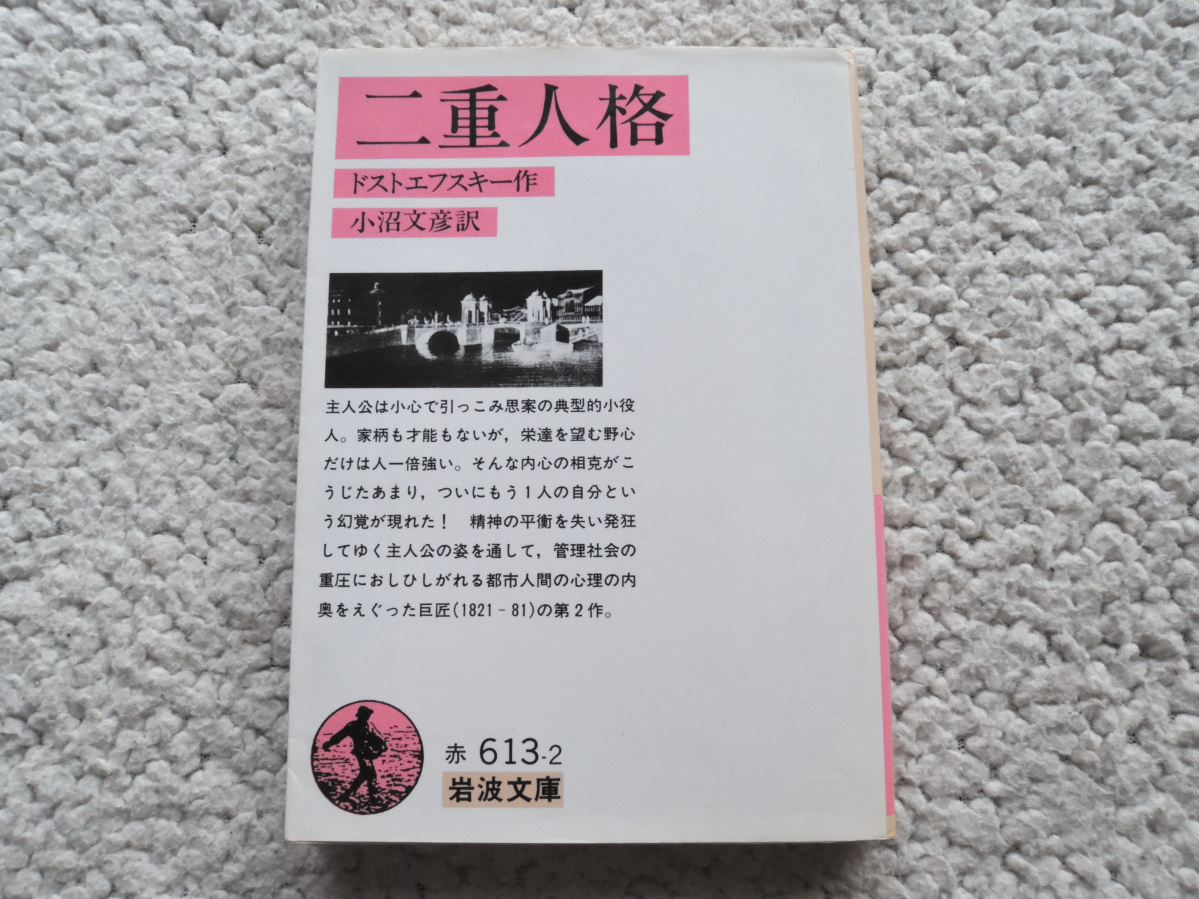 二重人格
ドストエフスキー作
小沼文彦訳
主人公は小心で引っこみ思案の典型的小役
人。家柄も才能もないが，栄達を望む野心
だけは人一倍強い。そんな内心の相克がこ
うじたあまり，ついにもう1人の自分とい
う幻覚が現れた！　精神の平衡を失い発狂
してゆく主人公の姿を通して，管理社会の
重圧におしひしがれる都市人間の心理の内
奥をえぐった巨匠(1821‐81)の第2作。
赤 613-2
岩波文庫